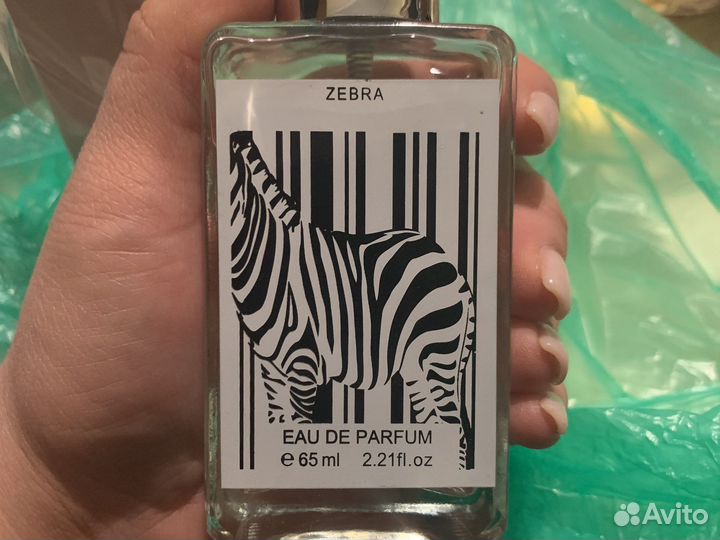 ZEBRA
EAU DE PARFUM
e 65 ml 2.21fl.oz
Avito